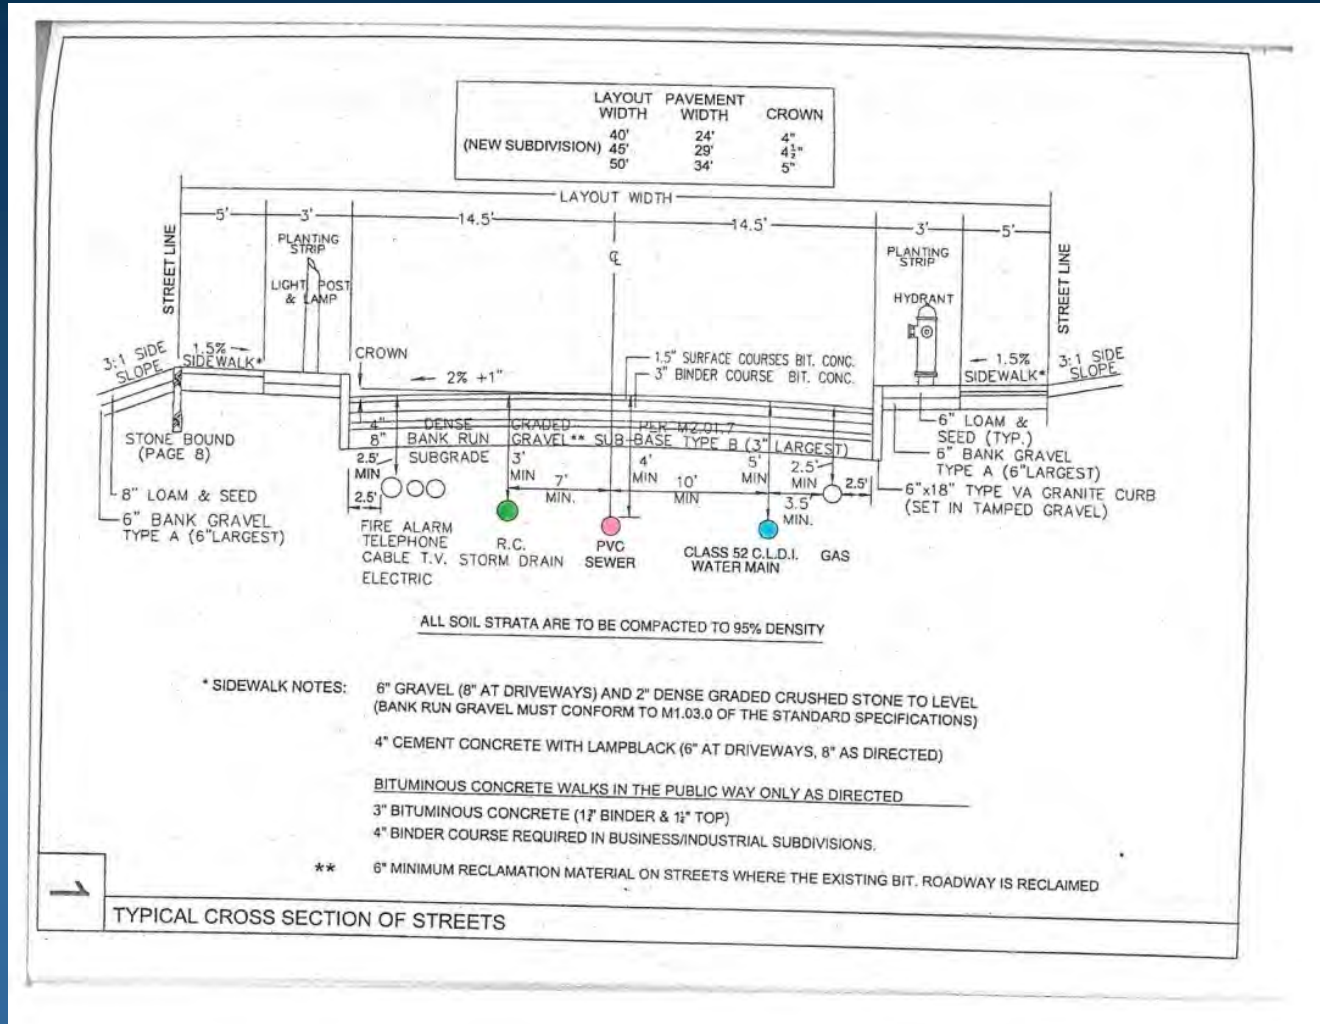 LAYOUT WIDTH PAVEMENT WIDTH CROWN
40' 24' 4"
(NEW SUBDIVISION) 45' 29' 4½"
50' 34' 5"
LAYOUT WIDTH
5' 3' 14.5' 14.5' 3' 5'
STREET LINE
PLANTING
STRIP
LIGHT POST
& LAMP
℄
PLANTING
STRIP
HYDRANT
STREET LINE
3:1 SIDE
SLOPE
1.5%
SIDEWALK*
CROWN
2% +1"
1.5" SURFACE COURSES BIT. CONC.
3" BINDER COURSE BIT. CONC.
1.5%
SIDEWALK*
3:1 SIDE
SLOPE
4" DENSE GRADED PER M2.01.7
8" BANK RUN GRAVEL** SUB-BASE TYPE B (3" LARGEST)
SUBGRADE
STONE BOUND
(PAGE 8)
8" LOAM & SEED
6" BANK GRAVEL
TYPE A (6"LARGEST)
2.5'
MIN
2.5'
3'
MIN
7'
MIN.
4'
MIN
10'
MIN
5'
MIN
2.5'
MIN
3.5'
MIN.
2.5'
6" LOAM &
SEED (TYP.)
6" BANK GRAVEL
TYPE A (6"LARGEST)
6"x18" TYPE VA GRANITE CURB
(SET IN TAMPED GRAVEL)
FIRE ALARM
TELEPHONE
CABLE T.V.
ELECTRIC
R.C.
STORM DRAIN
PVC
SEWER
CLASS 52 C.L.D.I.
WATER MAIN
GAS
ALL SOIL STRATA ARE TO BE COMPACTED TO 95% DENSITY
* SIDEWALK NOTES: 6" GRAVEL (8" AT DRIVEWAYS) AND 2" DENSE GRADED CRUSHED STONE TO LEVEL
(BANK RUN GRAVEL MUST CONFORM TO M1.03.0 OF THE STANDARD SPECIFICATIONS)
4" CEMENT CONCRETE WITH LAMPBLACK (6" AT DRIVEWAYS, 8" AS DIRECTED)
BITUMINOUS CONCRETE WALKS IN THE PUBLIC WAY ONLY AS DIRECTED
3" BITUMINOUS CONCRETE ( BINDER & TOP)
4" BINDER COURSE REQUIRED IN BUSINESS/INDUSTRIAL SUBDIVISIONS.
** 6" MINIMUM RECLAMATION MATERIAL ON STREETS WHERE THE EXISTING BIT. ROADWAY IS RECLAIMED
1
TYPICAL CROSS SECTION OF STREETS